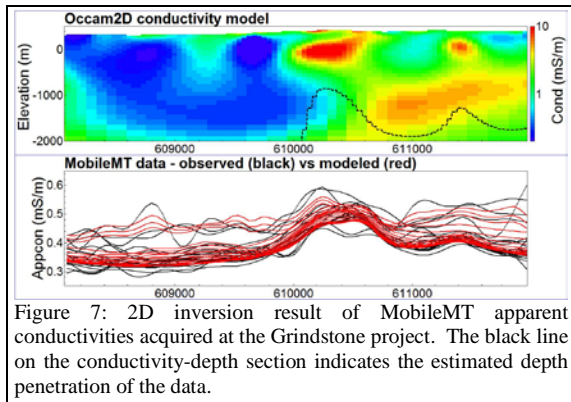 Occam2D conductivity model
Elevation (m)
0
-1000
-2000
609000 610000 611000
10
1
Cond (mS/m)
MobileMT data - observed (black) vs modeled (red)
Appcon (mS/m)
0.6
0.5
0.4
0.3
609000 610000 611000
Figure 7: 2D inversion result of MobileMT apparent
conductivities acquired at the Grindstone project. The black line
on the conductivity-depth section indicates the estimated depth
penetration of the data.